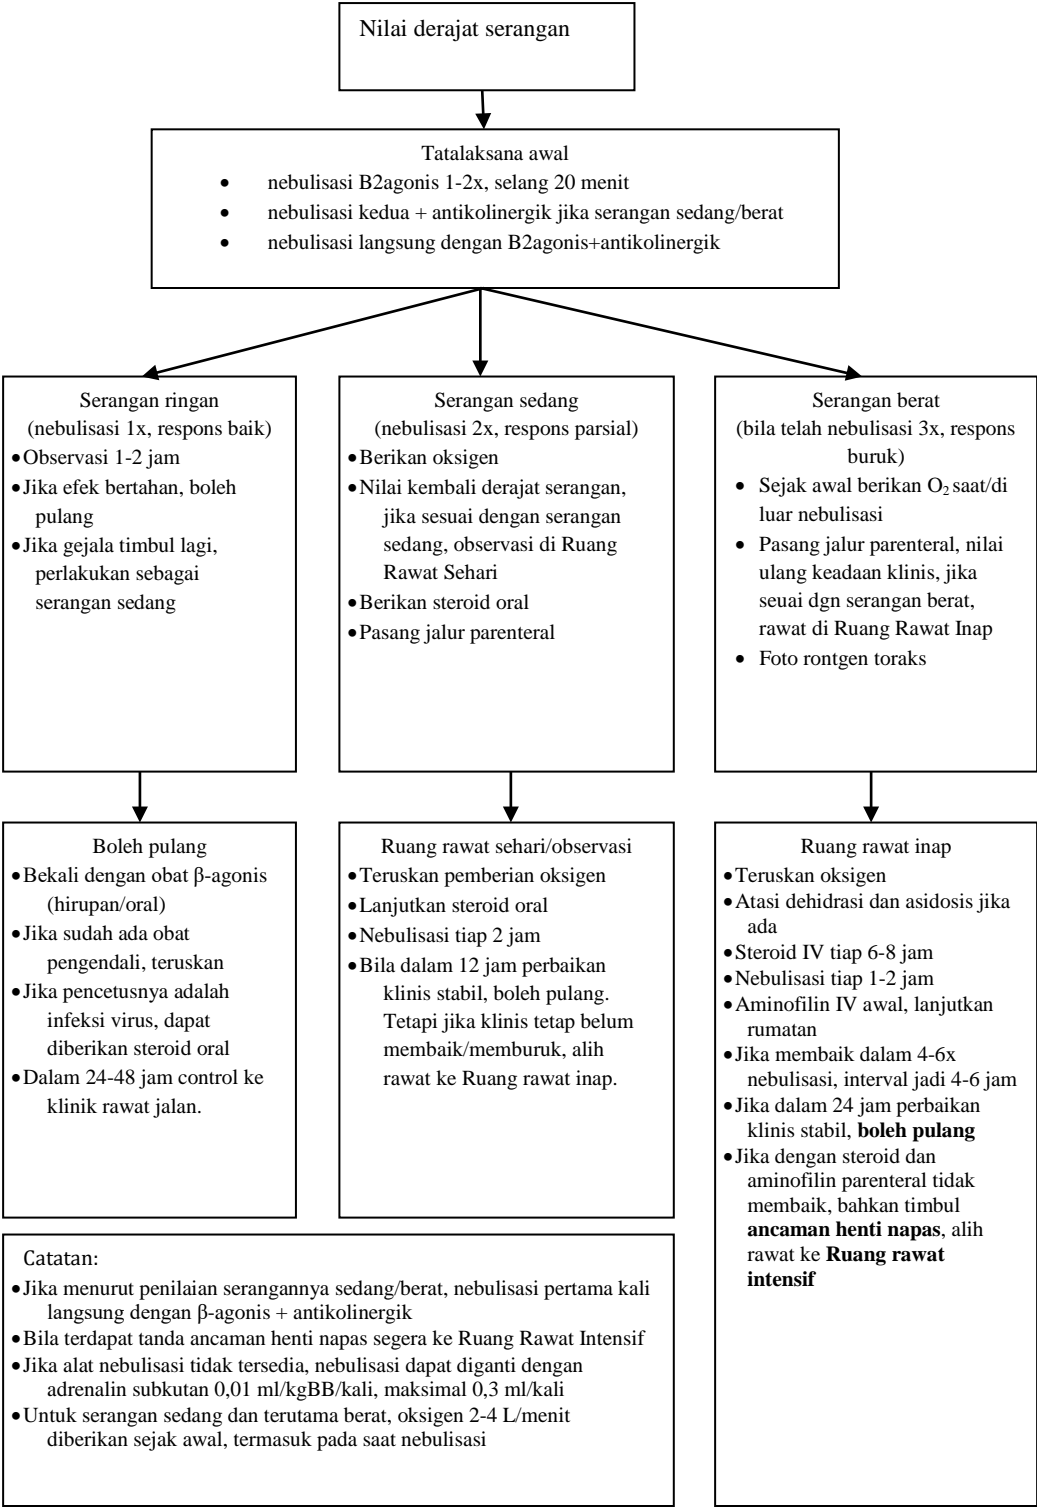 Nilai derajat serangan
Tatalaksana awal
• nebulisasi B2agonis 1-2x, selang 20 menit
• nebulisasi kedua + antikolinergik jika serangan sedang/berat
• nebulisasi langsung dengan B2agonis+antikolinergik
Serangan ringan
(nebulisasi 1x, respons baik)
• Observasi 1-2 jam
• Jika efek bertahan, boleh
pulang
• Jika gejala timbul lagi,
perlakukan sebagai
serangan sedang
Serangan sedang
(nebulisasi 2x, respons parsial)
• Berikan oksigen
• Nilai kembali derajat serangan,
jika sesuai dengan serangan
sedang, observasi di Ruang
Rawat Sehari
• Berikan steroid oral
• Pasang jalur parenteral
Serangan berat
(bila telah nebulisasi 3x, respons
buruk)
• Sejak awal berikan O₂ saat/di
luar nebulisasi
• Pasang jalur parenteral, nilai
ulang keadaan klinis, jika
seuai dgn serangan berat,
rawat di Ruang Rawat Inap
• Foto rontgen toraks
Boleh pulang
• Bekali dengan obat β-agonis
(hirupan/oral)
• Jika sudah ada obat
pengendali, teruskan
• Jika pencetusnya adalah
infeksi virus, dapat
diberikan steroid oral
• Dalam 24-48 jam control ke
klinik rawat jalan.
Ruang rawat sehari/observasi
• Teruskan pemberian oksigen
• Lanjutkan steroid oral
• Nebulisasi tiap 2 jam
• Bila dalam 12 jam perbaikan
klinis stabil, boleh pulang.
Tetapi jika klinis tetap belum
membaik/memburuk, alih
rawat ke Ruang rawat inap.
Ruang rawat inap
• Teruskan oksigen
• Atasi dehidrasi dan asidosis jika
ada
• Steroid IV tiap 6-8 jam
• Nebulisasi tiap 1-2 jam
• Aminofilin IV awal, lanjutkan
rumatan
• Jika membaik dalam 4-6x
nebulisasi, interval jadi 4-6 jam
• Jika dalam 24 jam perbaikan
klinis stabil, boleh pulang
• Jika dengan steroid dan
aminofilin parenteral tidak
membaik, bahkan timbul
ancaman henti napas, alih
rawat ke Ruang rawat
intensif
Catatan:
• Jika menurut penilaian serangannya sedang/berat, nebulisasi pertama kali
langsung dengan β-agonis + antikolinergik
• Bila terdapat tanda ancaman henti napas segera ke Ruang Rawat Intensif
• Jika alat nebulisasi tidak tersedia, nebulisasi dapat diganti dengan
adrenalin subkutan 0,01 ml/kgBB/kali, maksimal 0,3 ml/kali
• Untuk serangan sedang dan terutama berat, oksigen 2-4 L/menit
diberikan sejak awal, termasuk pada saat nebulisasi